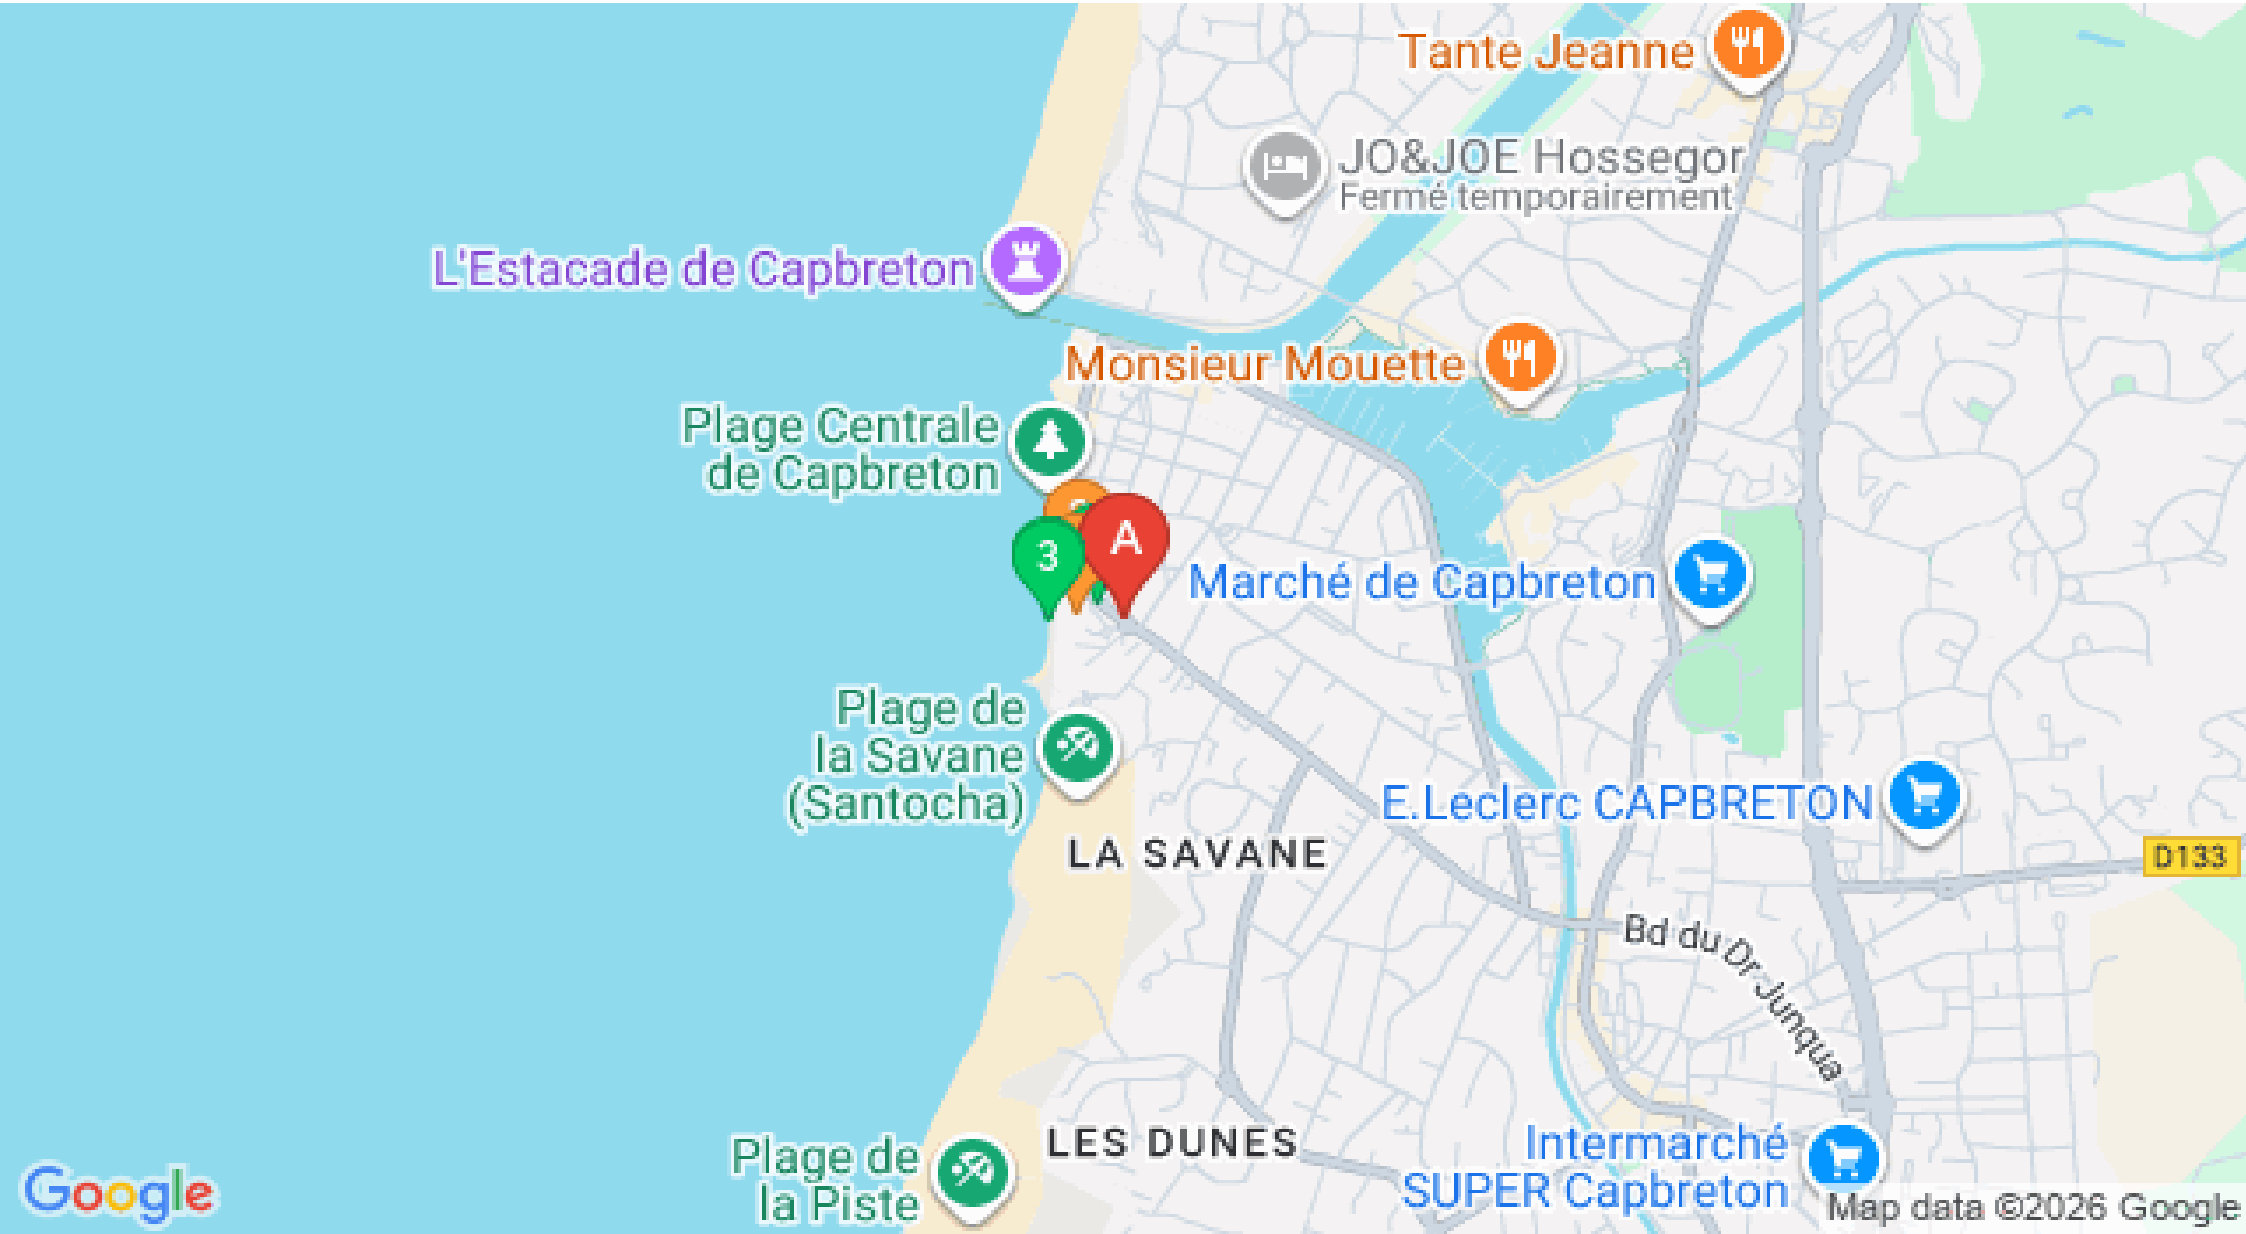 Tante Jeanne
JO&JOE Hossegor
Fermé temporairement
L'Estacade de Capbreton
Monsieur Mouette
Plage Centrale
de Capbreton
A
3
Marché de Capbreton
Plage de
la Savane
(Santocha)
E.Leclerc CAPBRETON
LA SAVANE
D133
Bd du Dr Junqua
LES DUNES
Plage de
la Piste
Intermarché
SUPER Capbreton
Google
Map data ©2026 Google